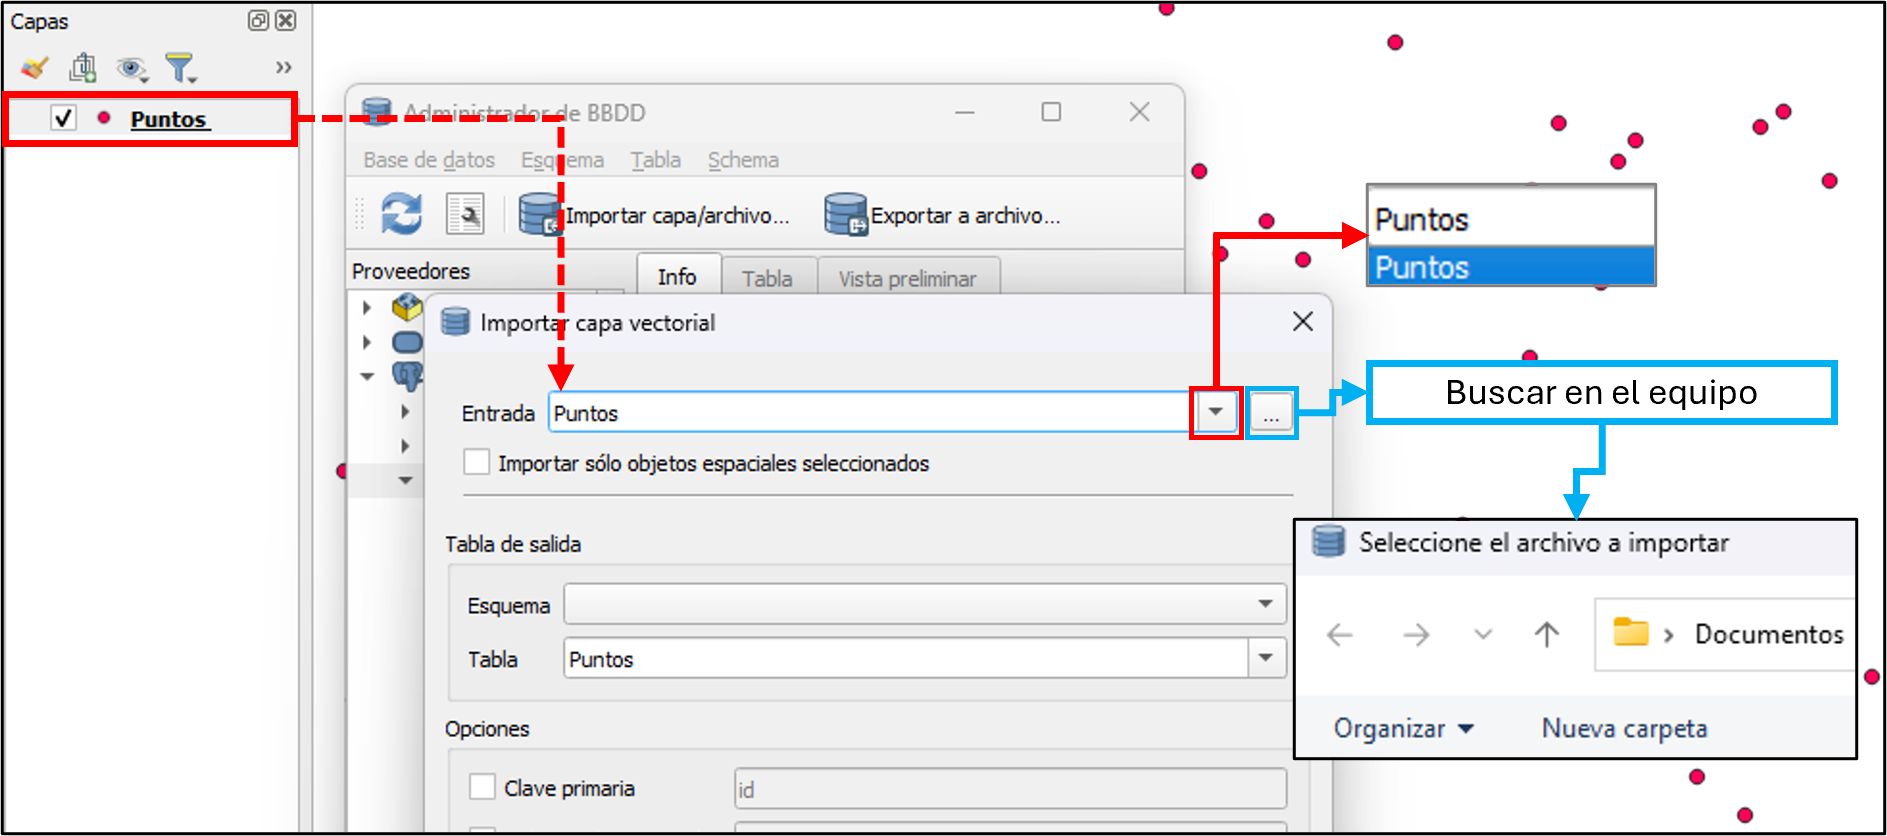 Capas
Puntos
Administrador de BBDD
Base de datos Esquema Tabla Schema
Importar capa/archivo... Exportar a archivo...
Proveedores
Info Tabla Vista preliminar
Importar capa vectorial
Entrada Puntos ...
Importar sólo objetos espaciales seleccionados
Tabla de salida
Esquema
Tabla Puntos
Opciones
Clave primaria id
Puntos
Puntos
Buscar en el equipo
Seleccione el archivo a importar
Documentos
Organizar Nueva carpeta